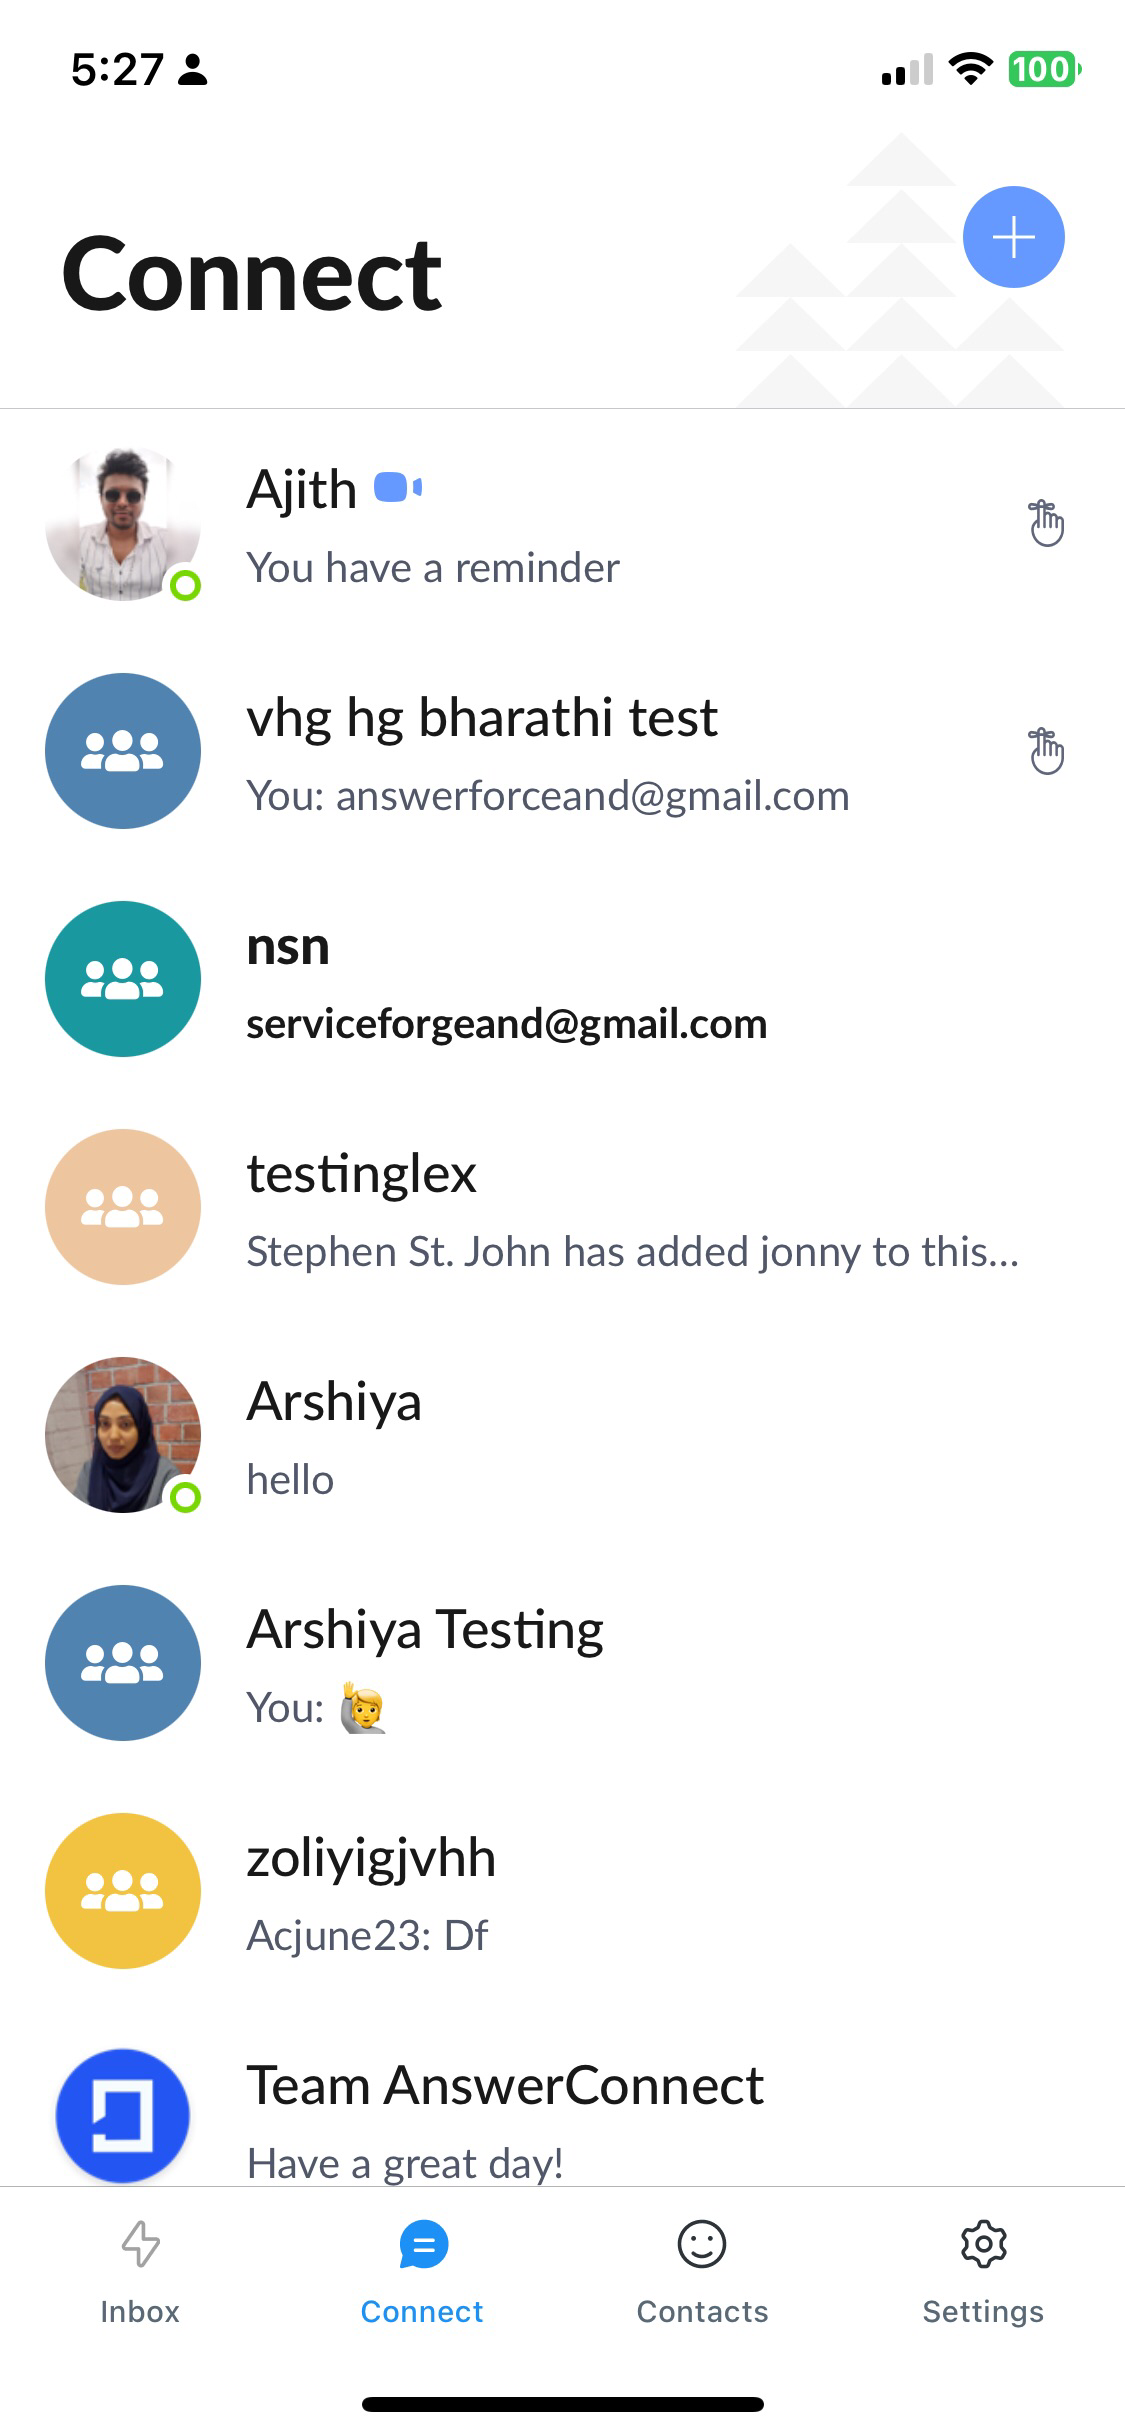 5:27
100
Connect
Ajith
You have a reminder
vhg hg bharathi test
You: answerforceand@gmail.com
nsn
serviceforgeand@gmail.com
testinglex
Stephen St. John has added jonny to this...
Arshiya
hello
Arshiya Testing
You: 🙋
zoliyigjvhh
Acjune23: Df
Team AnswerConnect
Have a great day!
Inbox
Connect
Contacts
Settings